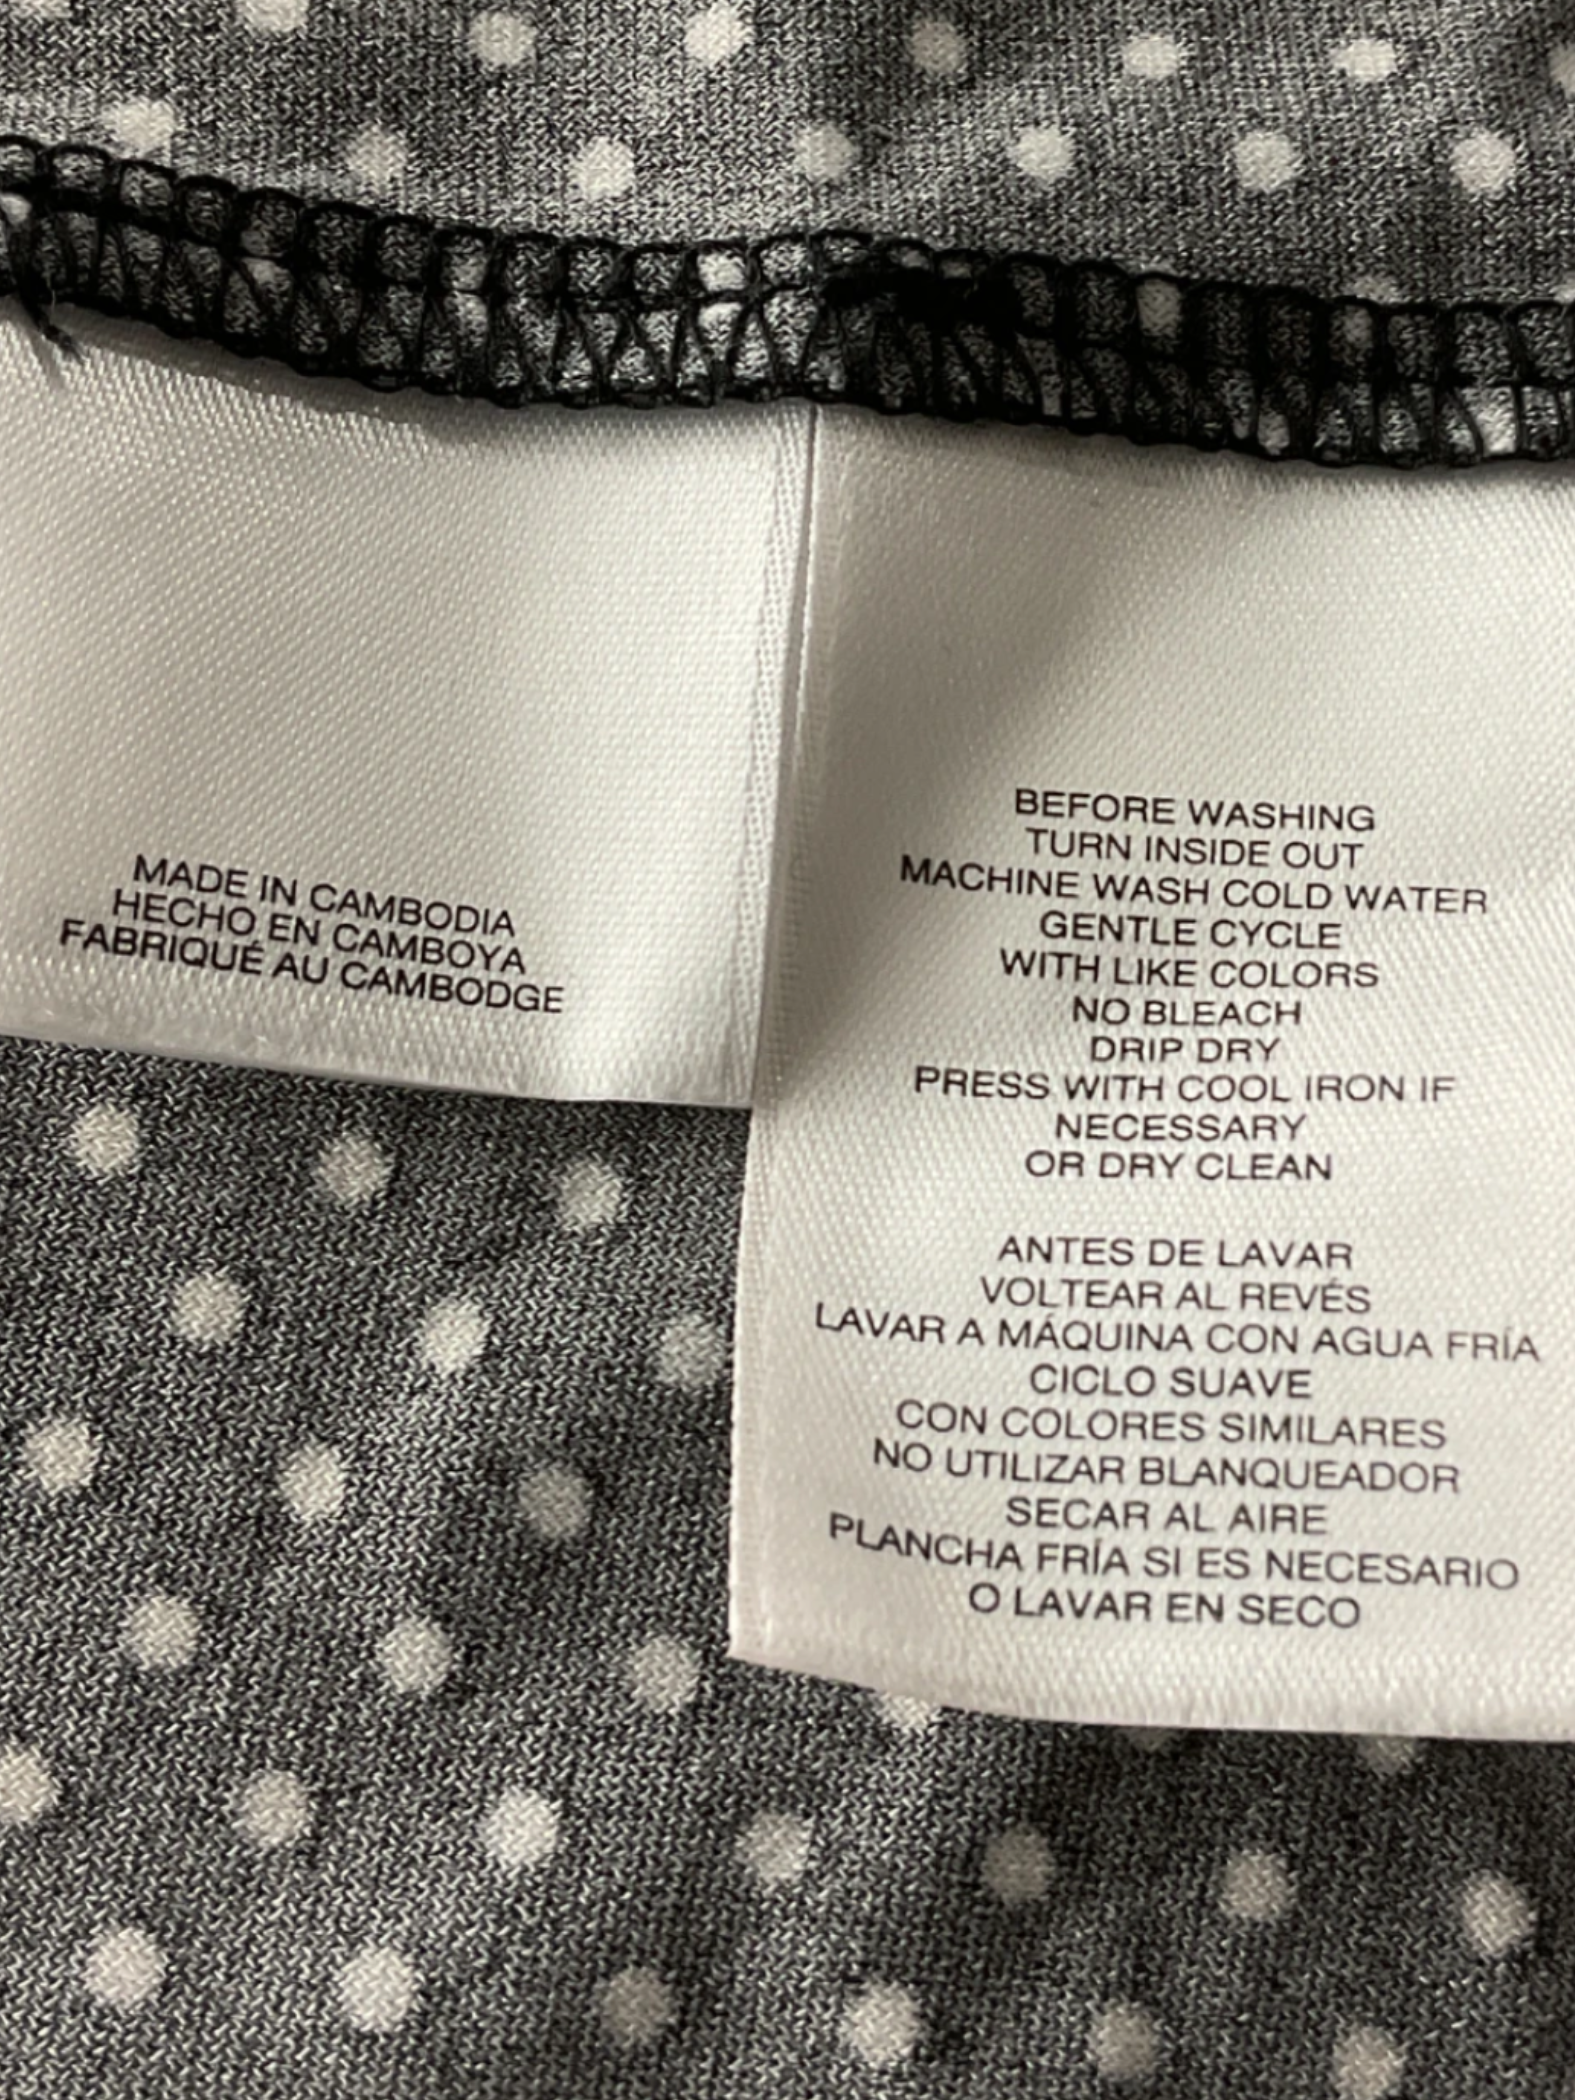 MADE IN CAMBODIA
HECHO EN CAMBOYA
FABRIQUÉ AU CAMBODGE
BEFORE WASHING
TURN INSIDE OUT
MACHINE WASH COLD WATER
GENTLE CYCLE
WITH LIKE COLORS
NO BLEACH
DRIP DRY
PRESS WITH COOL IRON IF
NECESSARY
OR DRY CLEAN
ANTES DE LAVAR
VOLTEAR AL REVÉS
LAVAR A MÁQUINA CON AGUA FRÍA
CICLO SUAVE
CON COLORES SIMILARES
NO UTILIZAR BLANQUEADOR
SECAR AL AIRE
PLANCHA FRÍA SI ES NECESARIO
O LAVAR EN SECO